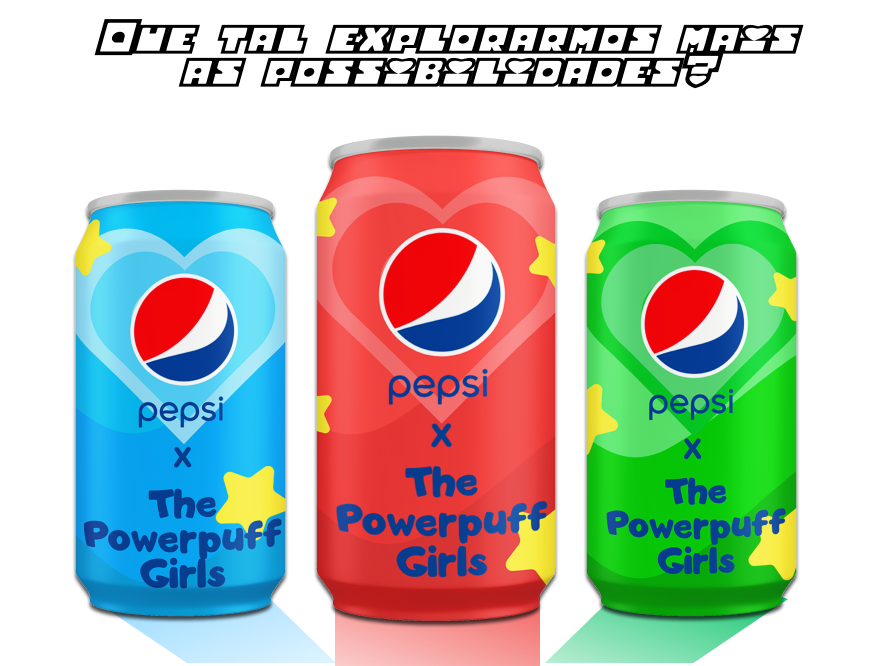 Que tal explorarmos mais
as possibilidades?
pepsi
x
The
Powerpuff
Girls
pepsi
x
The
Powerpuff
Girls
pepsi
x
The
Powerpuff
Girls